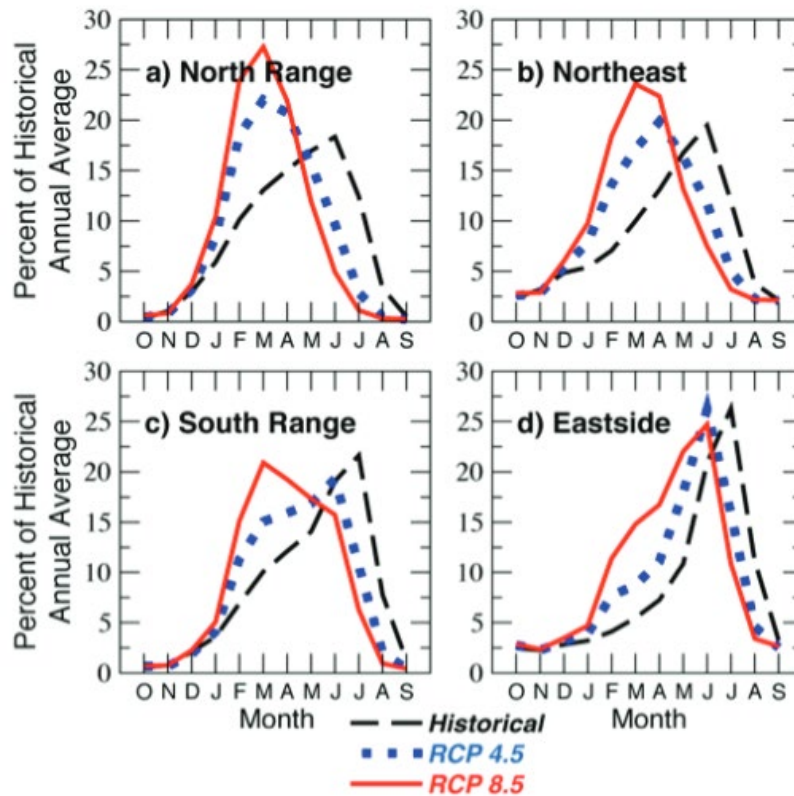 Percent of Historical
Annual Average
30
25
20
15
10
5
0
a) North Range
O N D J F M A M J J A S
30
25
20
15
10
5
0
b) Northeast
O N D J F M A M J J A S
Percent of Historical
Annual Average
30
25
20
15
10
5
0
c) South Range
O N D J F M A M J J A S
Month
30
25
20
15
10
5
0
d) Eastside
O N D J F M A M J J A S
Month
Historical
RCP 4.5
RCP 8.5